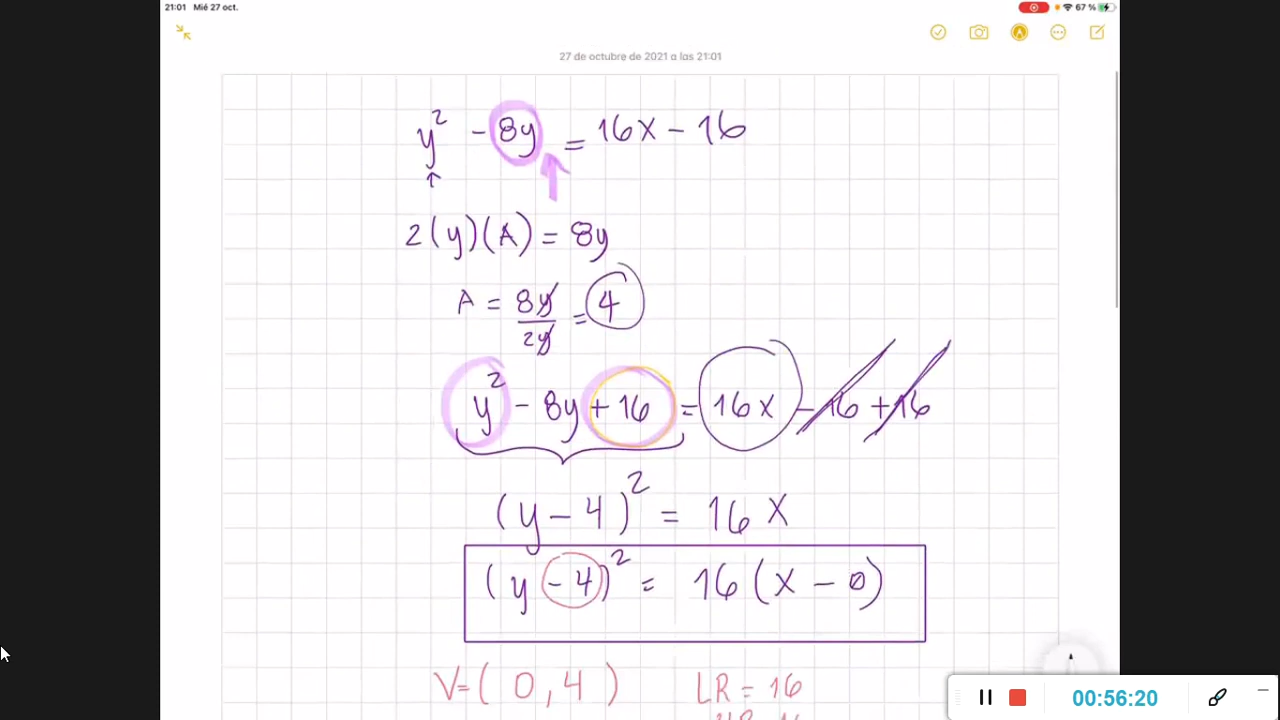 21:01 Mié 27 oct.
67 %
27 de octubre de 2021 a las 21:01
y² - 8y = 16x - 16
2(y)(A) = 8y
A = 8y/2y = 4
y² - 8y + 16 = 16x - 16 + 16
(y - 4)² = 16x
(y - 4)² = 16(x - 0)
V=(0,4) LR = 16
00:56:20